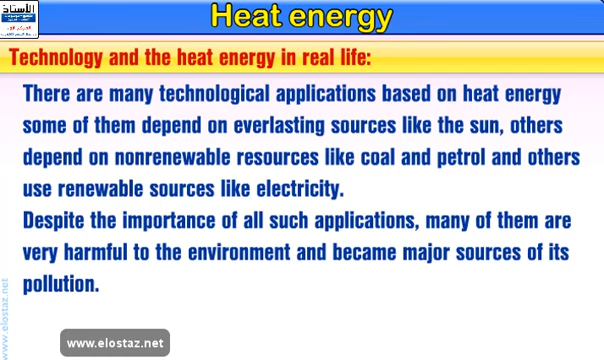 الأستاذ
Heat energy
Technology and the heat energy in real life:
There are many technological applications based on heat energy
some of them depend on everlasting sources like the sun, others
depend on nonrenewable resources like coal and petrol and others
use renewable sources like electricity.
Despite the importance of all such applications, many of them are
very harmful to the environment and became major sources of its
pollution.
www.elostaz.net
www.elostaz.net